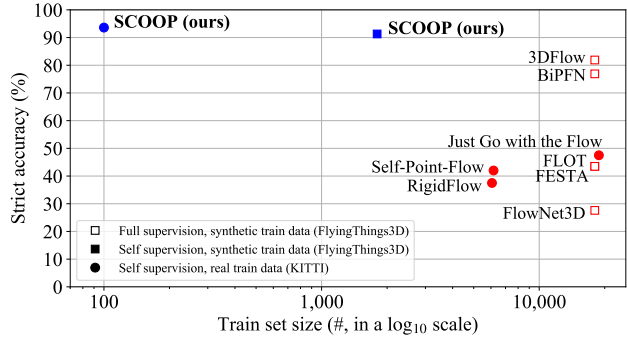 100
90
80
70
60
50
40
30
20
10
0
Strict accuracy (%)
SCOOP (ours)
SCOOP (ours)
3DFlow
BiPFN
Just Go with the Flow
Self-Point-Flow
FLOT
RigidFlow
FESTA
FlowNet3D
Full supervision, synthetic train data (FlyingThings3D)
Self supervision, synthetic train data (FlyingThings3D)
Self supervision, real train data (KITTI)
100
1,000
10,000
Train set size (#, in a log₁₀ scale)